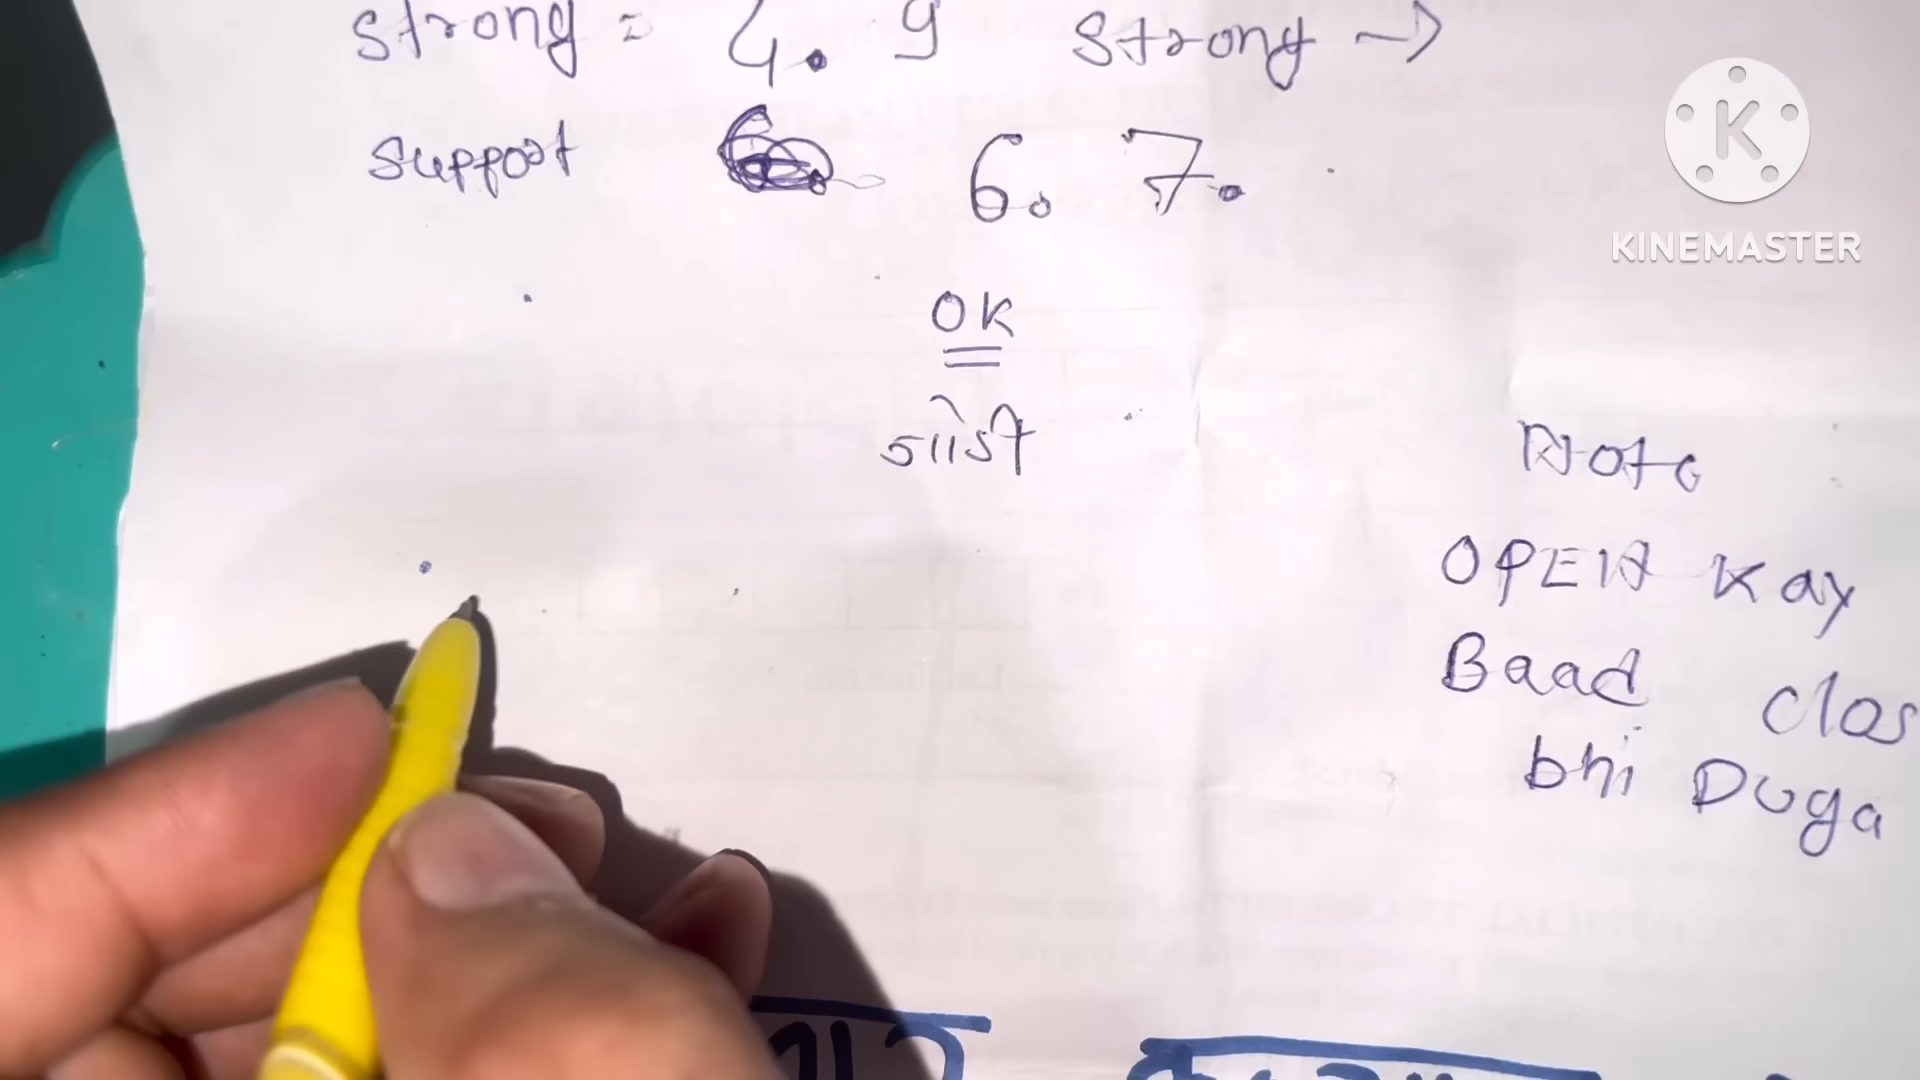 Strong = 4. 9 Strong →
Support 6. 7.
OK
जोड़ी
Note
OPEN Kay
Baad Clos
bhi Duga
KINEMASTER